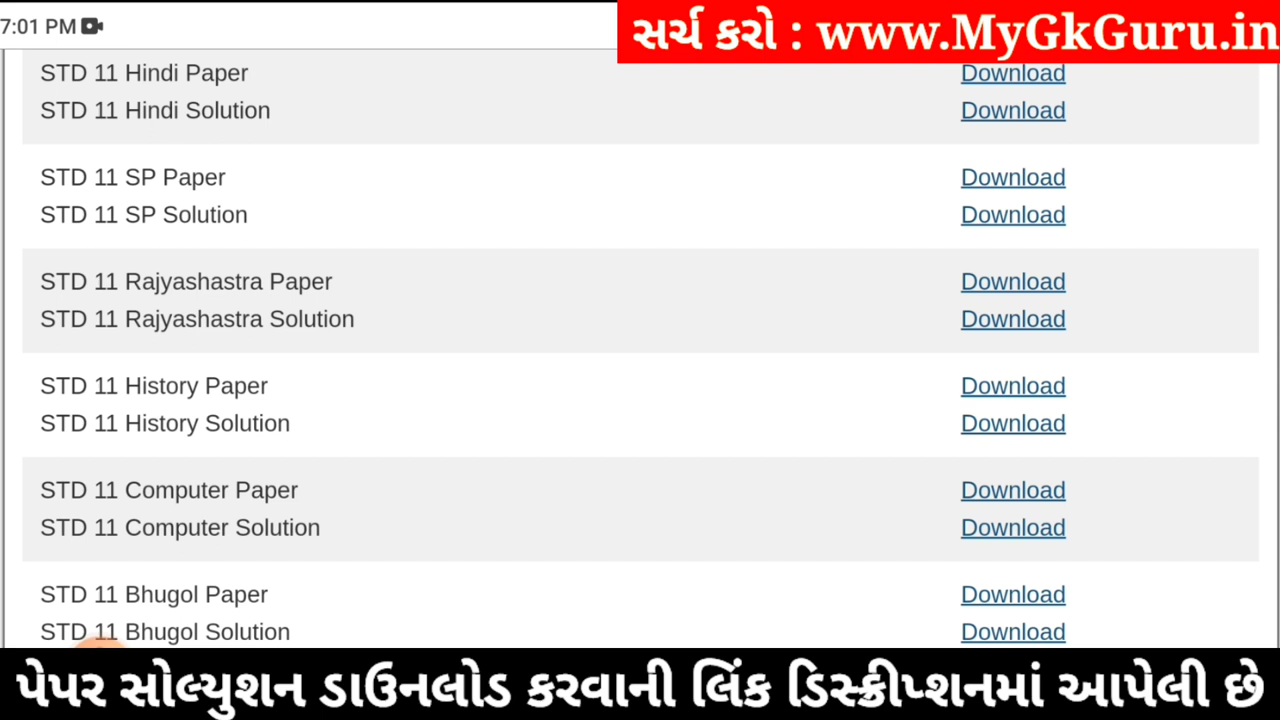 7:01 PM
સર્ચ કરો : www.MyGkGuru.in
STD 11 Hindi Paper Download
STD 11 Hindi Solution Download
STD 11 SP Paper Download
STD 11 SP Solution Download
STD 11 Rajyashastra Paper Download
STD 11 Rajyashastra Solution Download
STD 11 History Paper Download
STD 11 History Solution Download
STD 11 Computer Paper Download
STD 11 Computer Solution Download
STD 11 Bhugol Paper Download
STD 11 Bhugol Solution Download
પેપર સોલ્યુશન ડાઉનલોડ કરવાની લિંક ડિસ્ક્રીપ્શનમાં આપેલી છે